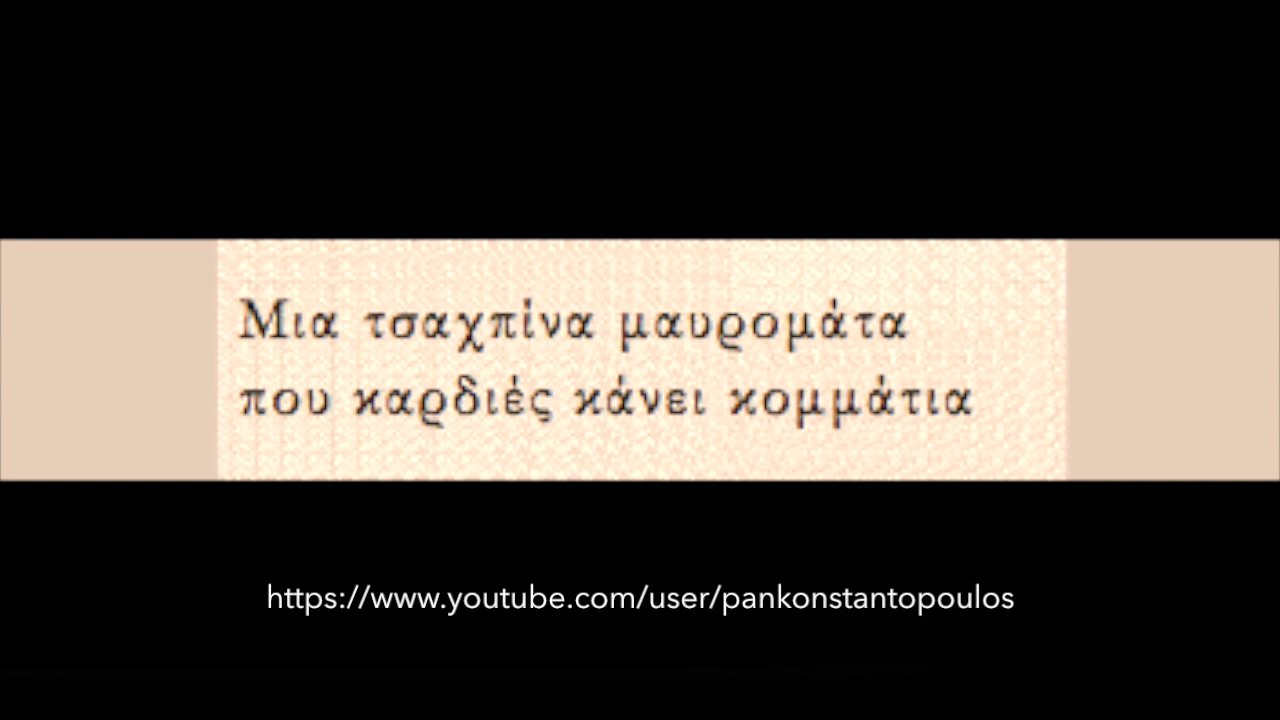 Μια τσαχπίνα μαυρομάτα
που καρδιές κάνει κομμάτια
https://www.youtube.com/user/pankonstantopoulos